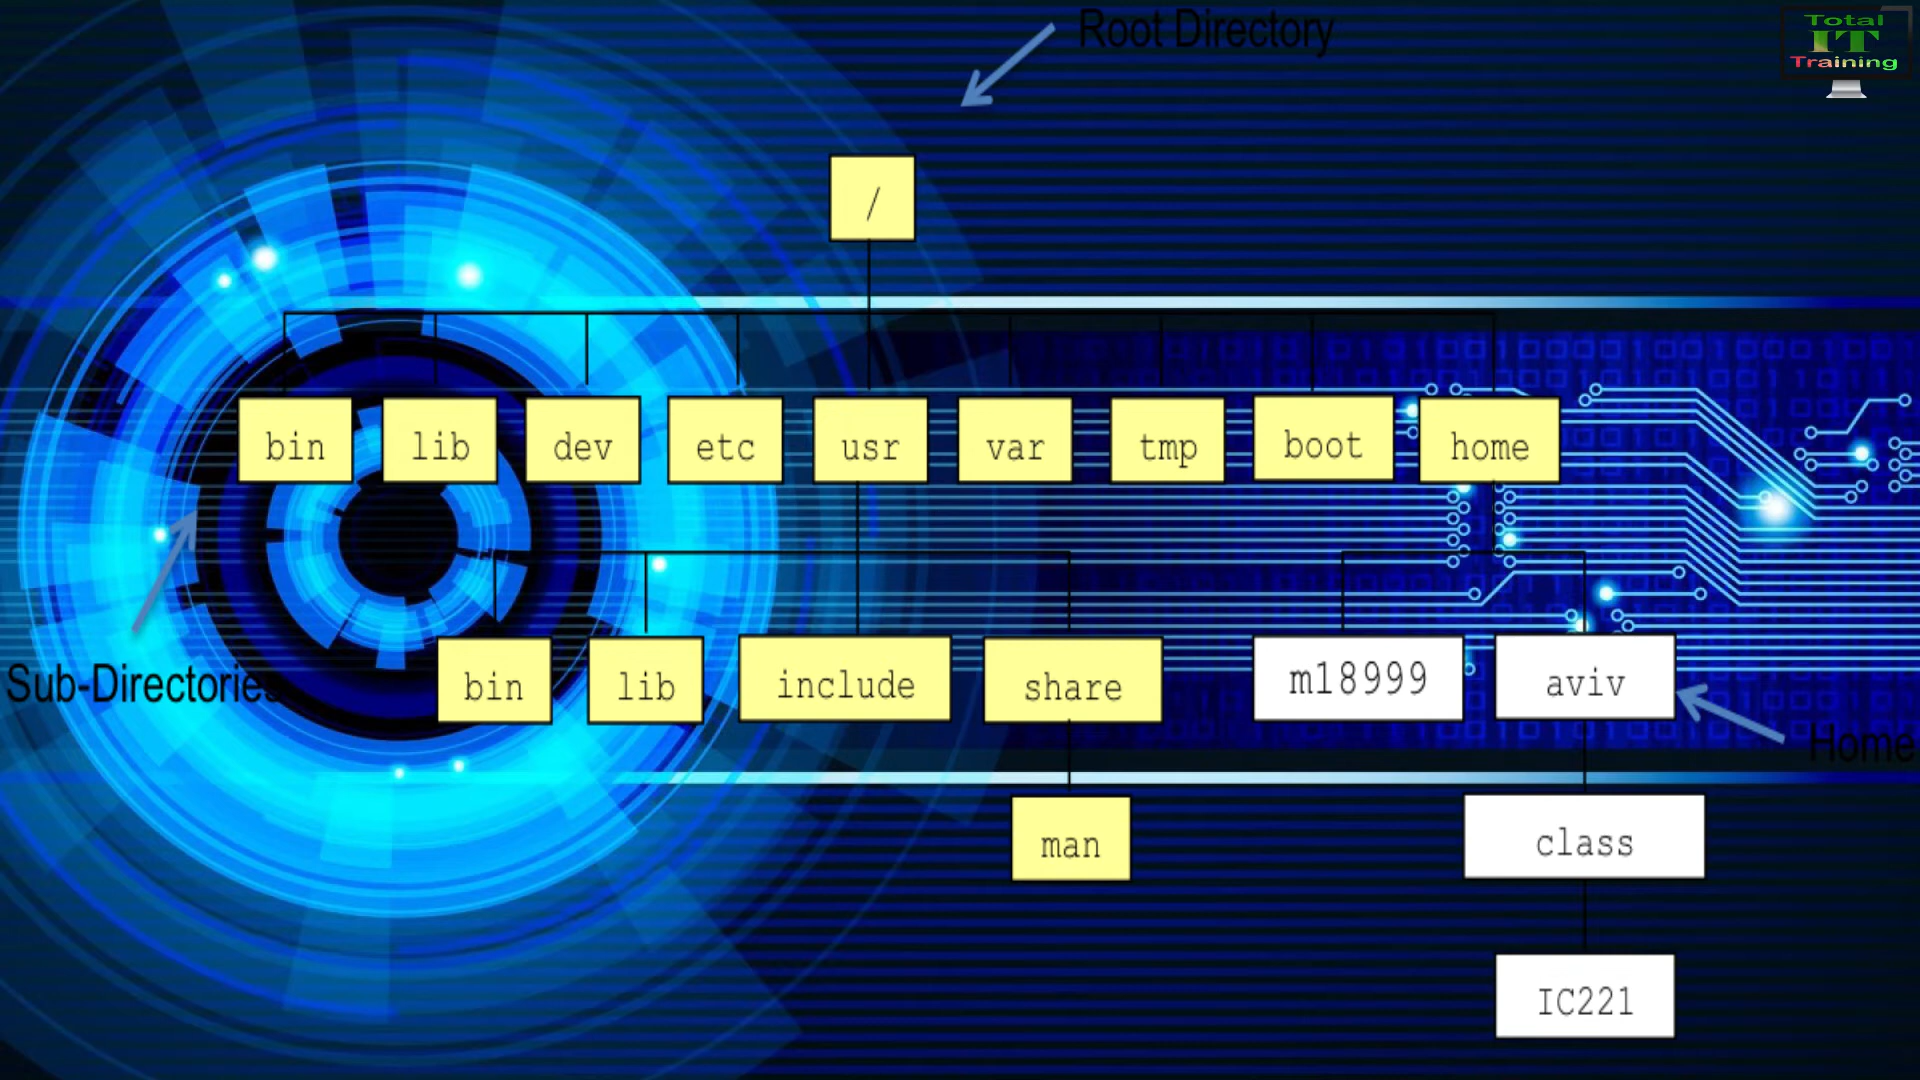 Root Directory
Total
IT
Training
/
bin
lib
dev
etc
usr
var
tmp
boot
home
Sub-Directories
bin
lib
include
share
m18999
aviv
Home
man
class
IC221